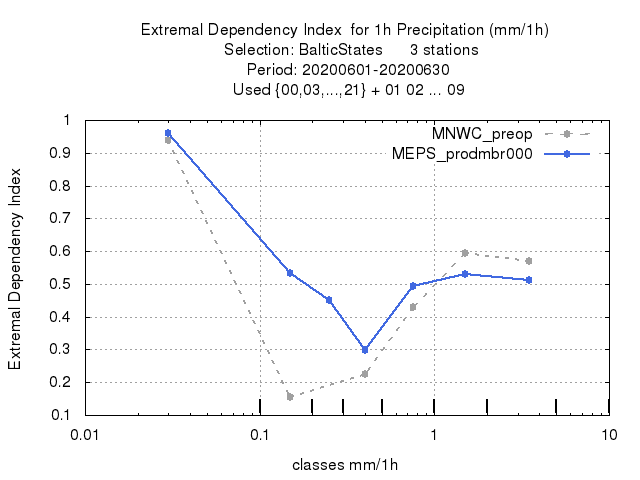 Extremal Dependency Index  for 1h Precipitation (mm/1h)
Selection: BalticStates      3 stations
Period: 20200601-20200630
Used {00,03,...,21} + 01 02 ... 09
MNWC_preop
MEPS_prodmbr000
Extremal Dependency Index
1
0.9
0.8
0.7
0.6
0.5
0.4
0.3
0.2
0.1
0.01
0.1
1
10
classes mm/1h